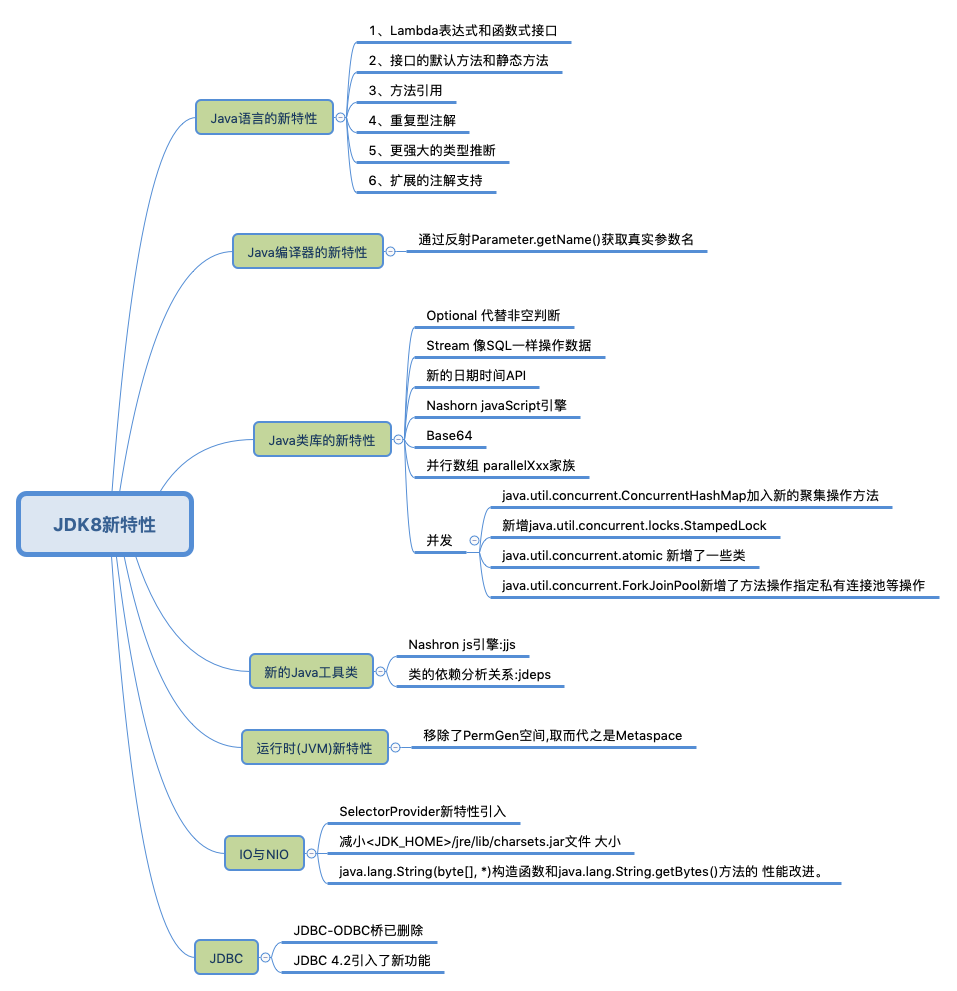 JDK8新特性
Java语言的新特性
1、Lambda表达式和函数式接口
2、接口的默认方法和静态方法
3、方法引用
4、重复型注解
5、更强大的类型推断
6、扩展的注解支持
Java编译器的新特性
通过反射Parameter.getName()获取真实参数名
Java类库的新特性
Optional 代替非空判断
Stream 像SQL一样操作数据
新的日期时间API
Nashorn javaScript引擎
Base64
并行数组 parallelXxx家族
并发
java.util.concurrent.ConcurrentHashMap加入新的聚集操作方法
新增java.util.concurrent.locks.StampedLock
java.util.concurrent.atomic 新增了一些类
java.util.concurrent.ForkJoinPool新增了方法操作指定私有连接池等操作
新的Java工具类
Nashron js引擎:jjs
类的依赖分析关系:jdeps
运行时(JVM)新特性
移除了PermGen空间,取而代之是Metaspace
IO与NIO
SelectorProvider新特性引入
减小<JDK_HOME>/jre/lib/charsets.jar文件 大小
java.lang.String(byte[], *)构造函数和java.lang.String.getBytes()方法的 性能改进。
JDBC
JDBC-ODBC桥已删除
JDBC 4.2引入了新功能